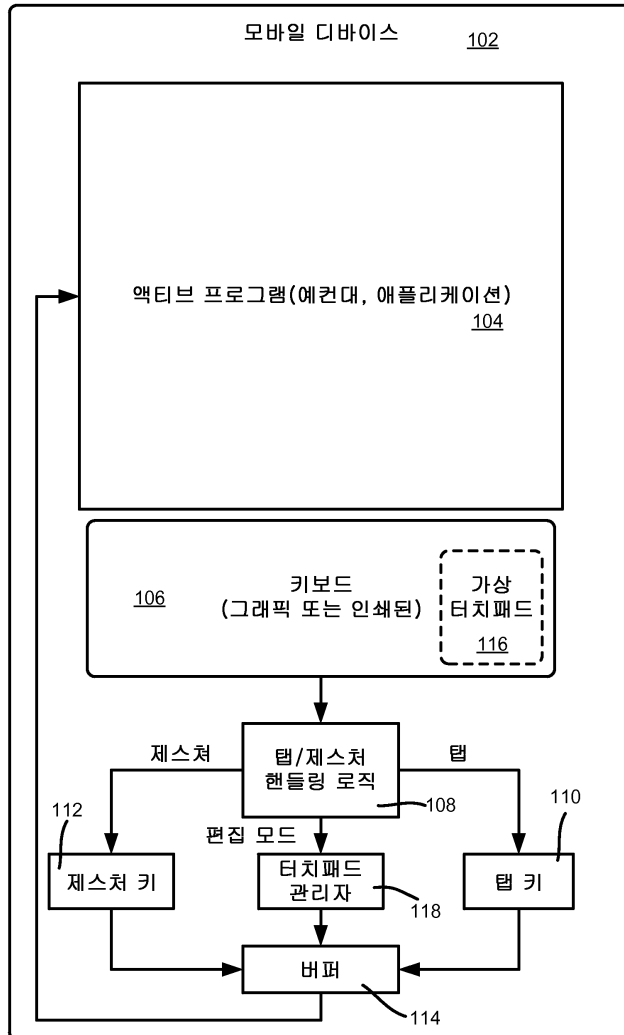 모바일 디바이스 102
액티브 프로그램(예컨대, 애플리케이션)
104
106
키보드
(그래픽 또는 인쇄된)
가상
터치패드
116
제스쳐
탭/제스처
핸들링 로직
108
탭
편집 모드
112
제스처 키
터치패드
관리자
118
110
탭 키
버퍼
114